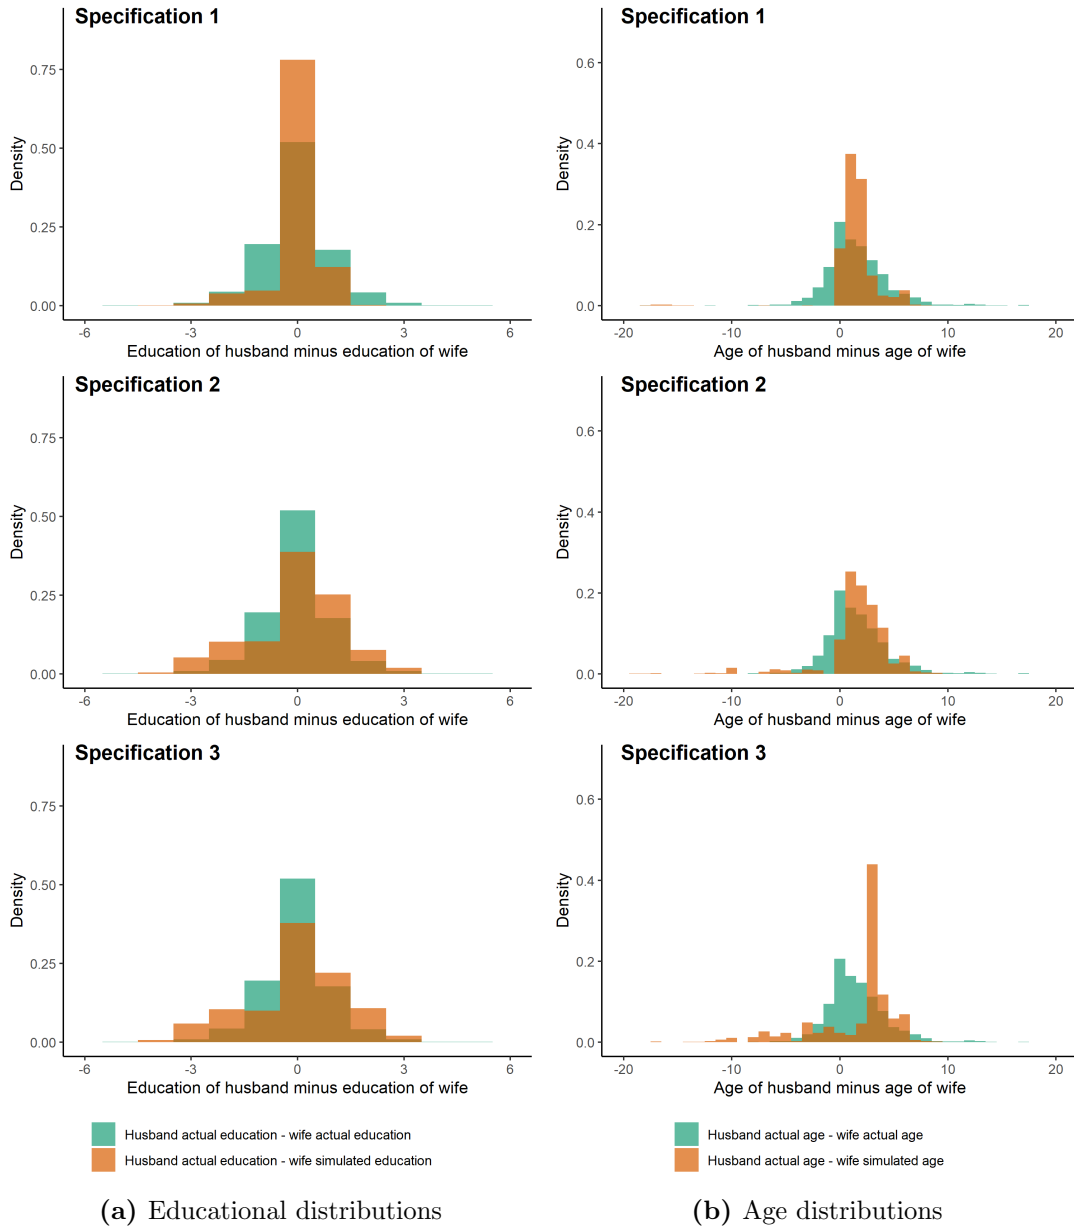 Specification 1
Density
0.75
0.50
0.25
0.00
-6 -3 0 3 6
Education of husband minus education of wife
Specification 1
Density
0.6
0.4
0.2
0.0
-20 -10 0 10 20
Age of husband minus age of wife
Specification 2
Density
0.75
0.50
0.25
0.00
-6 -3 0 3 6
Education of husband minus education of wife
Specification 2
Density
0.6
0.4
0.2
0.0
-20 -10 0 10 20
Age of husband minus age of wife
Specification 3
Density
0.75
0.50
0.25
0.00
-6 -3 0 3 6
Education of husband minus education of wife
Specification 3
Density
0.6
0.4
0.2
0.0
-20 -10 0 10 20
Age of husband minus age of wife
Husband actual education - wife actual education
Husband actual education - wife simulated education
Husband actual age - wife actual age
Husband actual age - wife simulated age
(a) Educational distributions
(b) Age distributions